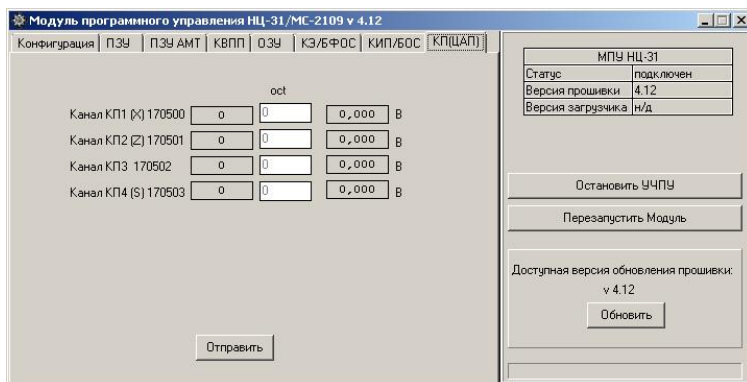 Модуль программного управления НЦ-31/МС-2109 v 4.12
Конфигурация ПЗУ ПЗУ АМТ КВПП ОЗУ КЗ/БФОС КИП/БОС КП(ЦАП)
oct
Канал КП1 (X) 170500 0 0 0,000 В
Канал КП2 (Z) 170501 0 0 0,000 В
Канал КП3 170502 0 0 0,000 В
Канал КП4 (S) 170503 0 0 0,000 В
Отправить
МПУ НЦ-31
Статус подключен
Версия прошивки 4.12
Версия загрузчика н/д
Остановить УЧПУ
Перезапустить Модуль
Доступная версия обновления прошивки:
v 4.12
Обновить